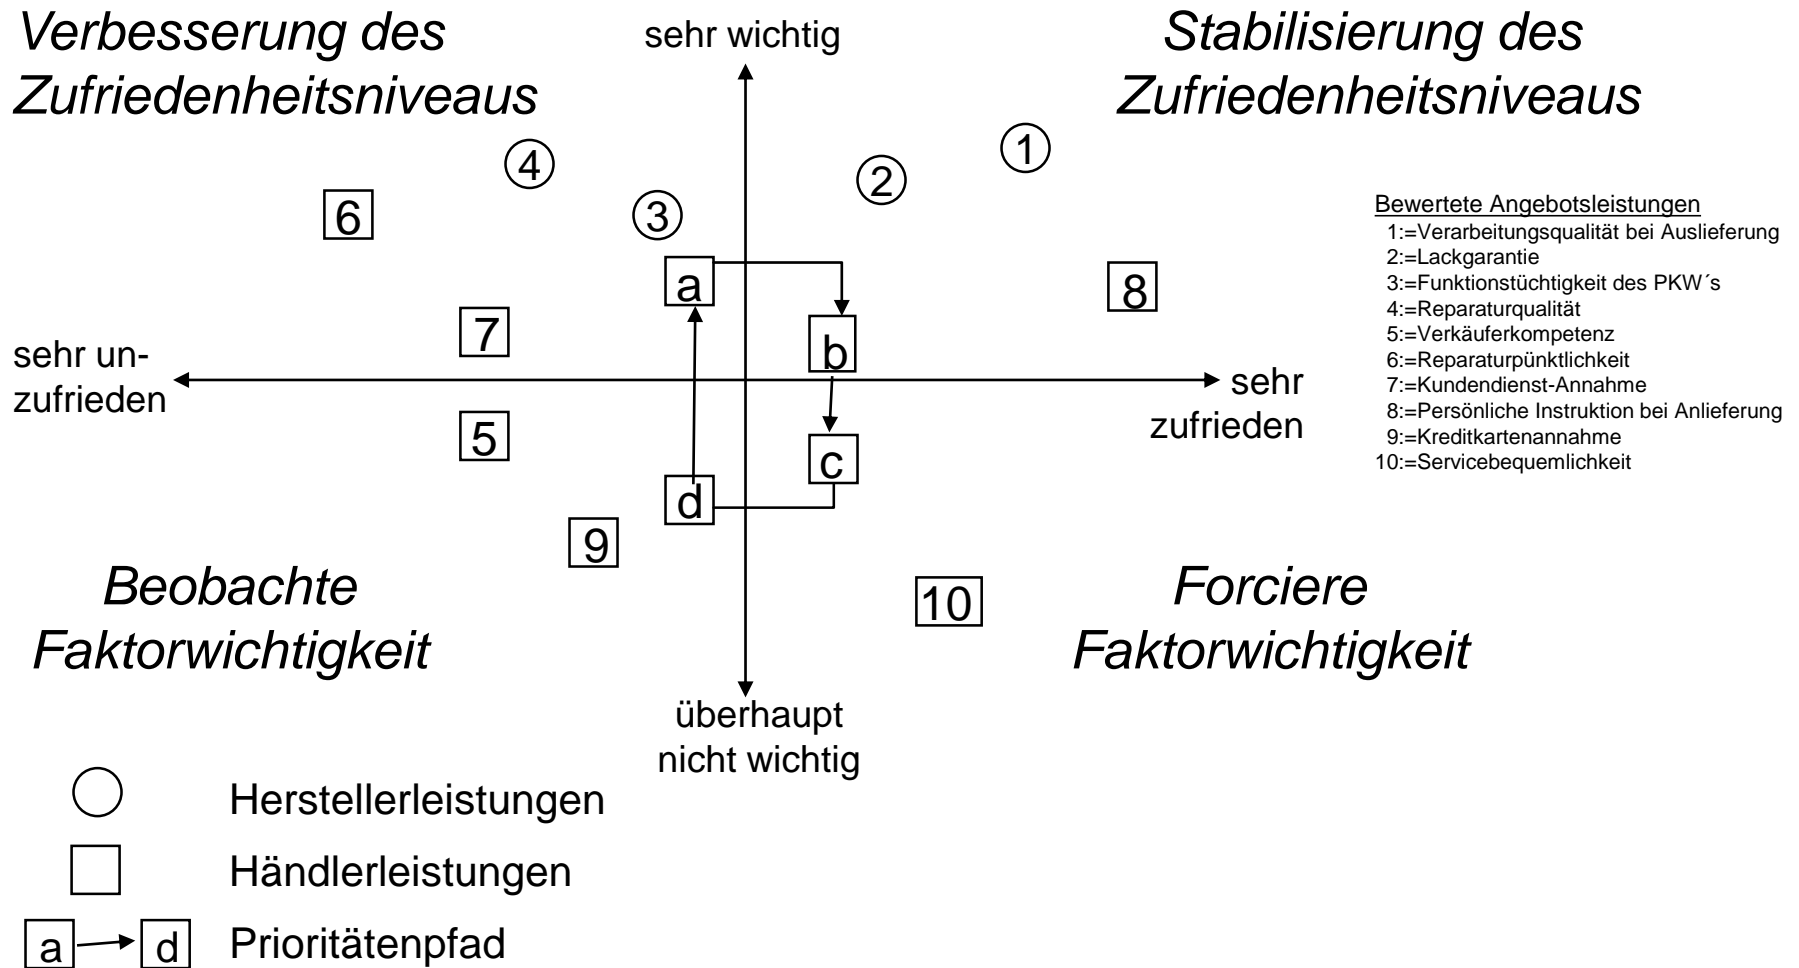 Verbesserung des
Zufriedenheitsniveaus
sehr wichtig
Stabilisierung des
Zufriedenheitsniveaus
1
4
2
6
3
a
8
7
b
sehr un-
zufrieden
sehr
zufrieden
5
c
d
9
10
Bewertete Angebotsleistungen
1:=Verarbeitungsqualität bei Auslieferung
2:=Lackgarantie
3:=Funktionstüchtigkeit des PKW´s
4:=Reparaturqualität
5:=Verkäuferkompetenz
6:=Reparaturpünktlichkeit
7:=Kundendienst-Annahme
8:=Persönliche Instruktion bei Anlieferung
9:=Kreditkartenannahme
10:=Servicebequemlichkeit
Beobachte
Faktorwichtigkeit
Forciere
Faktorwichtigkeit
überhaupt
nicht wichtig
Herstellerleistungen
Händlerleistungen
a d Prioritätenpfad